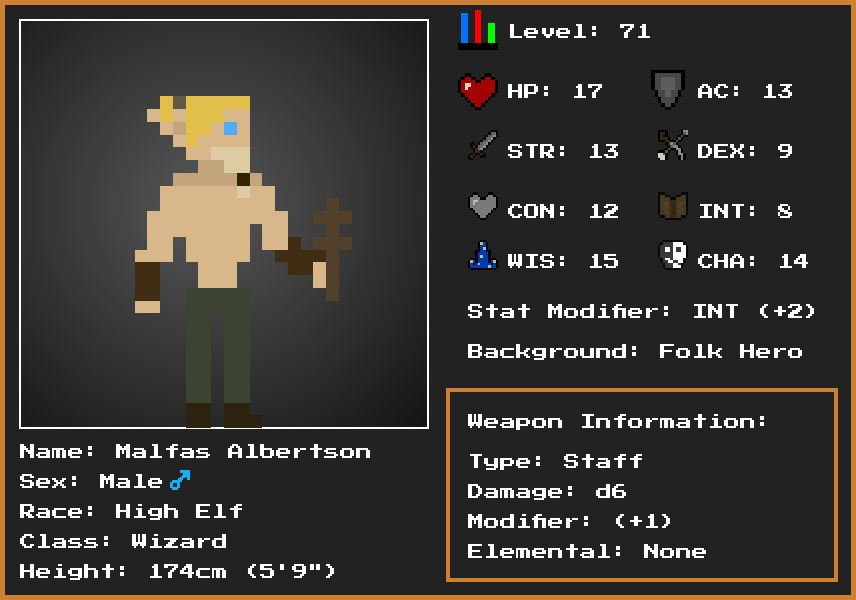 Level: 71
HP: 17 AC: 13
STR: 13 DEX: 9
CON: 12 INT: 8
WIS: 15 CHA: 14
Stat Modifier: INT (+2)
Background: Folk Hero
Weapon Information:
Type: Staff
Damage: d6
Modifier: (+1)
Elemental: None
Name: Malfas Albertson
Sex: Male ♂
Race: High Elf
Class: Wizard
Height: 174cm (5'9")